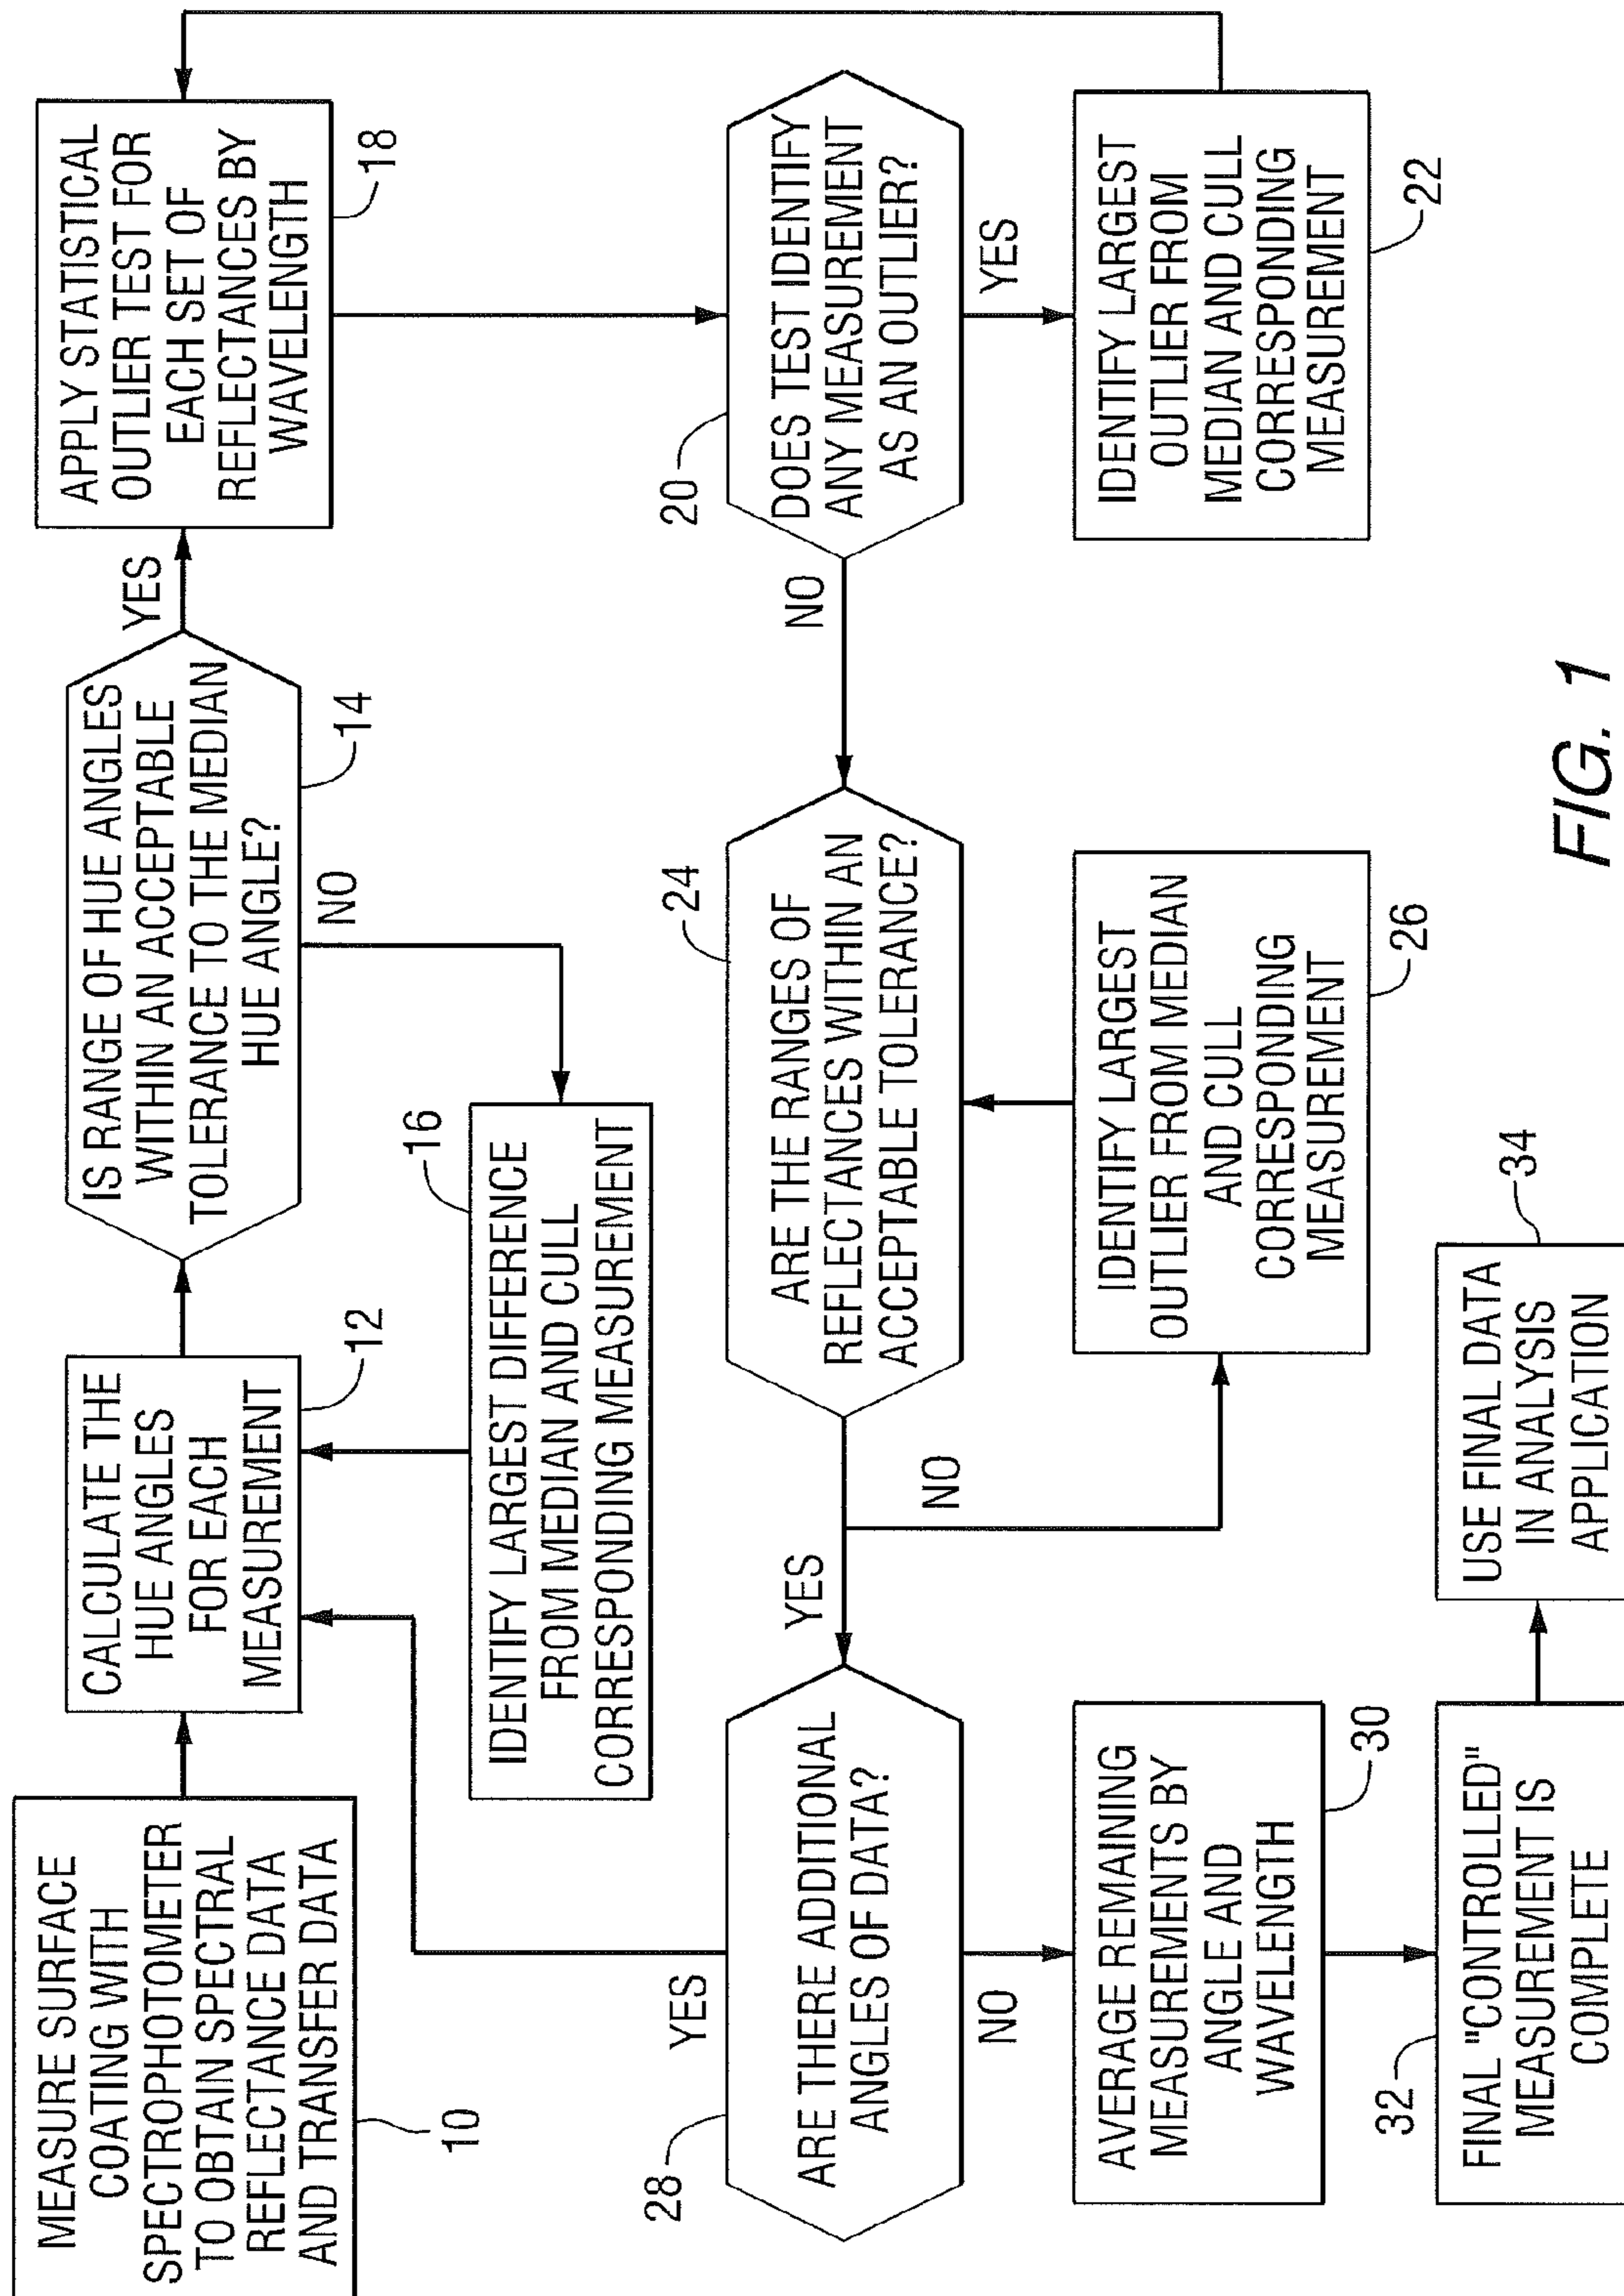 MEASURE SURFACE
COATING WITH
SPECTROPHOTOMETER
TO OBTAIN SPECTRAL
REFLECTANCE DATA
AND TRANSFER DATA
10
CALCULATE THE
HUE ANGLES
FOR EACH
MEASUREMENT
12
IS RANGE OF HUE ANGLES
WITHIN AN ACCEPTABLE
TOLERANCE TO THE MEDIAN
HUE ANGLE?
14
YES
NO
IDENTIFY LARGEST DIFFERENCE
FROM MEDIAN AND CULL
CORRESPONDING MEASUREMENT
16
APPLY STATISTICAL
OUTLIER TEST FOR
EACH SET OF
REFLECTANCES BY
WAVELENGTH
18
DOES TEST IDENTIFY
ANY MEASUREMENT
AS AN OUTLIER?
20
YES
NO
IDENTIFY LARGEST
OUTLIER FROM
MEDIAN AND CULL
CORRESPONDING
MEASUREMENT
22
ARE THE RANGES OF
REFLECTANCES WITHIN AN
ACCEPTABLE TOLERANCE?
24
YES
NO
IDENTIFY LARGEST
OUTLIER FROM MEDIAN
AND CULL
CORRESPONDING
MEASUREMENT
26
ARE THERE ADDITIONAL
ANGLES OF DATA?
28
YES
NO
AVERAGE REMAINING
MEASUREMENTS BY
ANGLE AND
WAVELENGTH
30
FINAL "CONTROLLED"
MEASUREMENT IS
COMPLETE
32
USE FINAL DATA
IN ANALYSIS
APPLICATION
34
FIG. 1